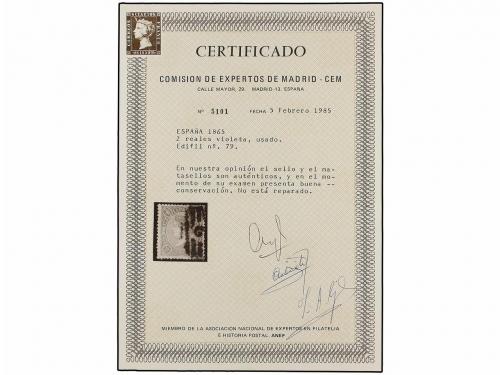 CERTIFICADO
COMISION DE EXPERTOS DE MADRID - CEM
CALLE MAYOR, 29. MADRID-13. ESPAÑA
Nº 5101 FECHA 5 Febrero 1985
ESPAÑA 1865
2 reales violeta, usado.
Edifil nº. 79.
En nuestra opinión el sello y el ma-
tasellos son auténticos, y en el mo-
mento de su examen presenta buena --
conservación. No está reparado.
MIEMBRO DE LA ASOCIACION NACIONAL DE EXPERTOS EN FILATELIA
E HISTORIA POSTAL. ANEP